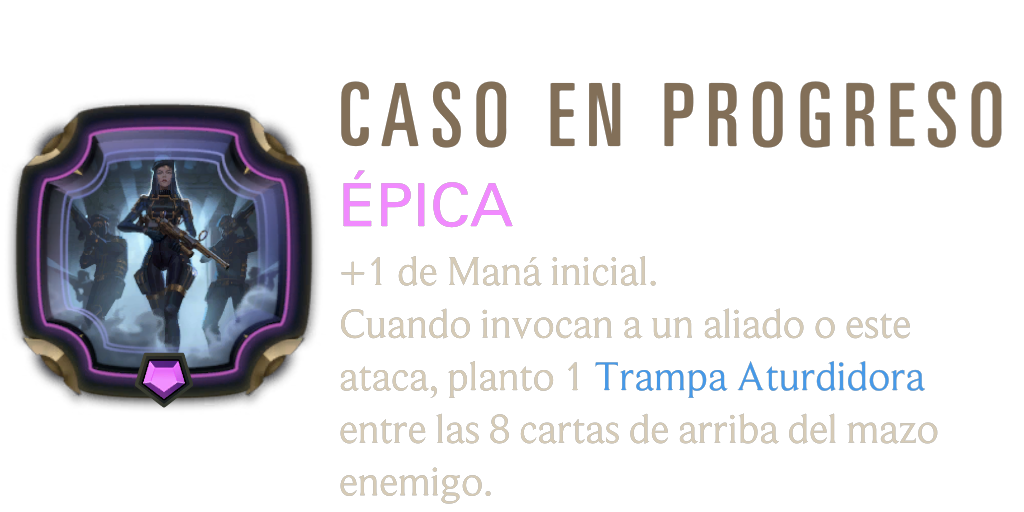 CASO EN PROGRESO
ÉPICA
+1 de Maná inicial.
Cuando invocan a un aliado o este
ataca, planto 1 Trampa Aturdidora
entre las 8 cartas de arriba del mazo
enemigo.